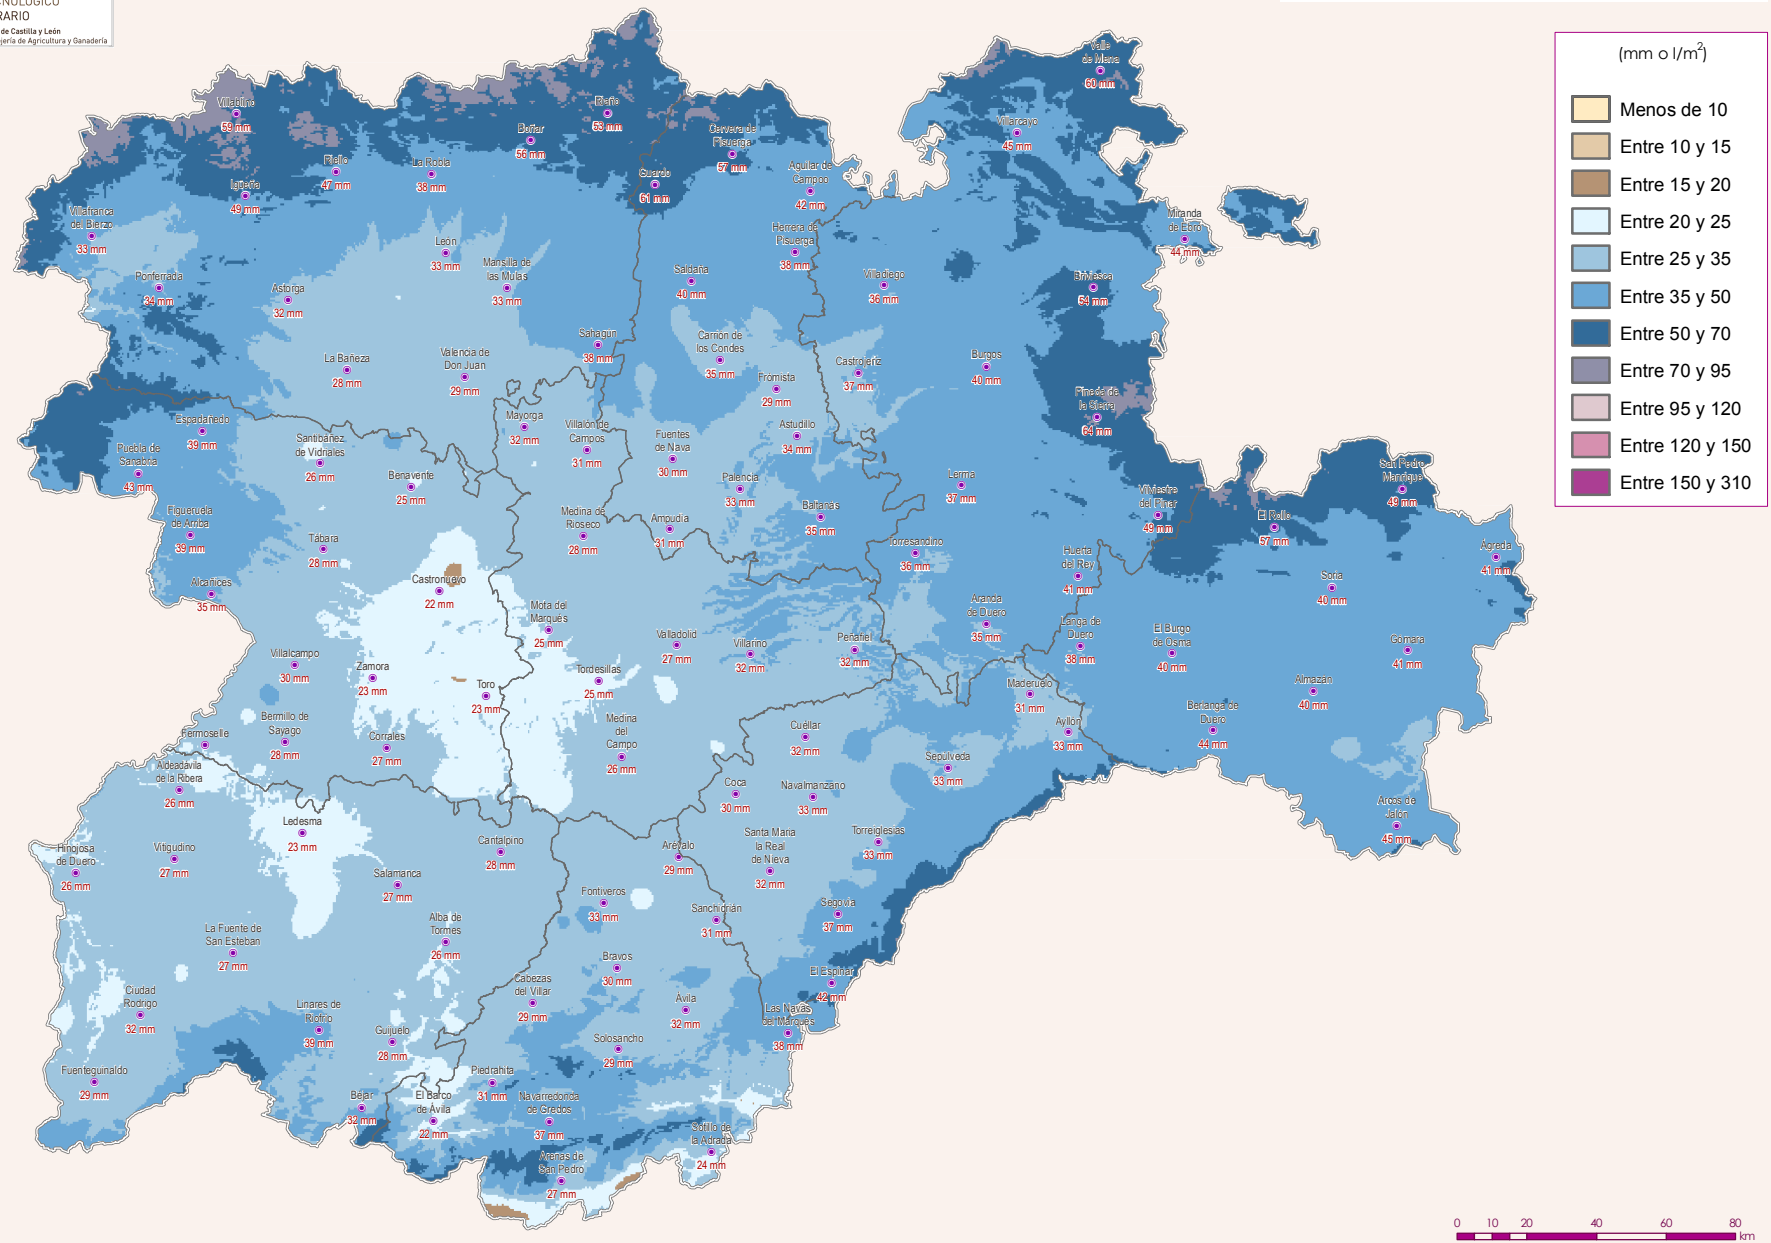 CNOLÓGICO
RARIO
de Castilla y León
ejería de Agricultura y Ganadería
(mm o l/m²)
Menos de 10
Entre 10 y 15
Entre 15 y 20
Entre 20 y 25
Entre 25 y 35
Entre 35 y 50
Entre 50 y 70
Entre 70 y 95
Entre 95 y 120
Entre 120 y 150
Entre 150 y 310
Valle
de Mena
60 mm
Villablino
59 mm
Riaño
53 mm
Boñar
56 mm
Cervera de
Pisuerga
57 mm
Villarcayo
45 mm
Riello
47 mm
La Robla
38 mm
Guardo
61 mm
Aguilar de
Campoo
42 mm
Igüeña
49 mm
Villafranca
del Bierzo
33 mm
Miranda
de Ebro
44 mm
León
33 mm
Herrera de
Pisuerga
38 mm
Mansilla de
las Mulas
33 mm
Ponferrada
34 mm
Astorga
32 mm
Saldaña
40 mm
Villadiego
36 mm
Briviesca
54 mm
Sahagún
38 mm
Carrión de
los Condes
35 mm
La Bañeza
28 mm
Valencia de
Don Juan
29 mm
Castrojeriz
37 mm
Burgos
40 mm
Frómista
29 mm
Pineda de
la Sierra
64 mm
Espadañedo
39 mm
Mayorga
32 mm
Villalón de
Campos
31 mm
Astudillo
34 mm
Santibáñez
de Vidriales
26 mm
Fuentes
de Nava
30 mm
Puebla de
Sanabria
43 mm
Benavente
25 mm
Palencia
33 mm
Lerma
37 mm
San Pedro
Manrique
49 mm
Vilviestre
del Pinar
49 mm
Figueruela
de Arriba
39 mm
Medina de
Rioseco
28 mm
Ampudia
31 mm
Baltanás
35 mm
El Royo
57 mm
Tábara
28 mm
Torresandino
36 mm
Huerta
del Rey
41 mm
Ágreda
41 mm
Alcañices
35 mm
Castronuevo
22 mm
Soria
40 mm
Mota del
Marqués
25 mm
Aranda
de Duero
35 mm
Valladolid
27 mm
Villarino
32 mm
Peñafiel
32 mm
Langa de
Duero
38 mm
El Burgo
de Osma
40 mm
Gómara
41 mm
Villalcampo
30 mm
Zamora
23 mm
Toro
23 mm
Tordesillas
25 mm
Maderuelo
31 mm
Almazán
40 mm
Fermoselle
Bermillo de
Sayago
28 mm
Corrales
27 mm
Medina
del
Campo
26 mm
Cuéllar
32 mm
Ayllón
33 mm
Berlanga de
Duero
44 mm
Aldeadávila
de la Ribera
26 mm
Sepúlveda
33 mm
Coca
30 mm
Navalmanzano
33 mm
Ledesma
23 mm
Arcos de
Jalón
45 mm
Hinojosa
de Duero
26 mm
Vitigudino
27 mm
Cantalpino
28 mm
Arévalo
29 mm
Santa María
la Real
de Nieva
32 mm
Torreiglesias
33 mm
Salamanca
27 mm
Fontiveros
33 mm
Sanchidrián
31 mm
Segovia
37 mm
La Fuente de
San Esteban
27 mm
Alba de
Tormes
26 mm
Bravos
30 mm
El Espinar
42 mm
Ciudad
Rodrigo
32 mm
Cabezas
del Villar
29 mm
Ávila
32 mm
Linares de
Riofrío
39 mm
Guijuelo
28 mm
Las Navas
del Marqués
38 mm
Solosancho
29 mm
Fuenteguinaldo
29 mm
Piedrahita
31 mm
Béjar
32 mm
El Barco
de Ávila
22 mm
Navarredonda
de Gredos
37 mm
Sotillo de
la Adrada
24 mm
Arenas de
San Pedro
27 mm
0 10 20 40 60 80
km